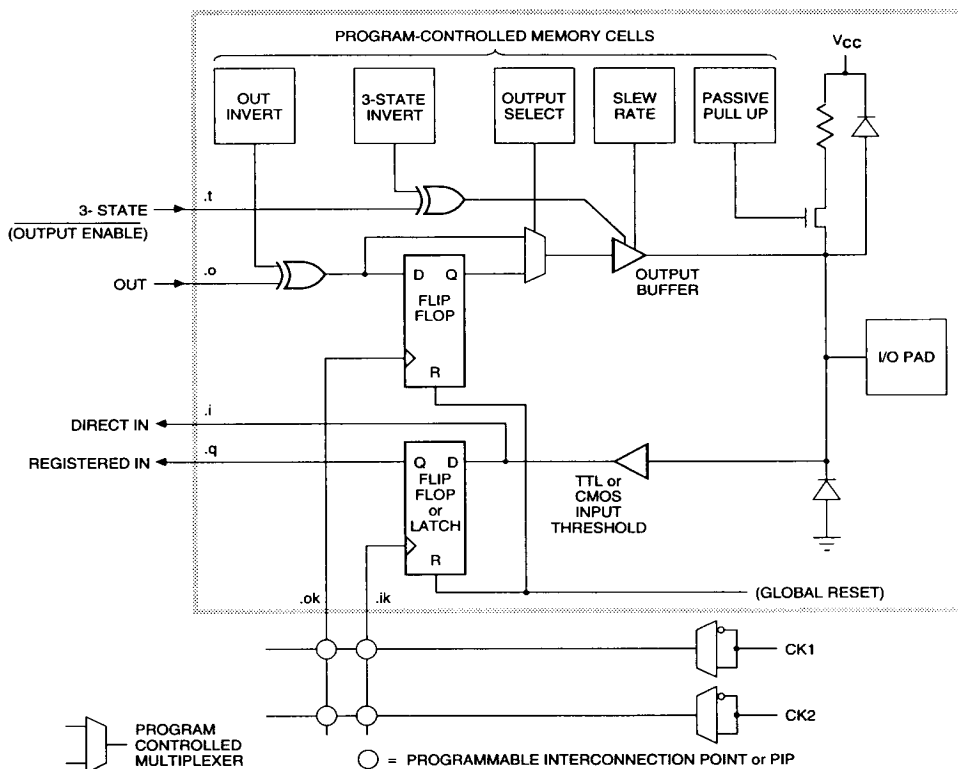 PROGRAM-CONTROLLED MEMORY CELLS
VCC
OUT
INVERT
3-STATE
INVERT
OUTPUT
SELECT
SLEW
RATE
PASSIVE
PULL UP
3- STATE
(OUTPUT ENABLE)
.t
OUT
.o
D Q
FLIP
FLOP
R
OUTPUT
BUFFER
I/O PAD
DIRECT IN
.i
REGISTERED IN
.q
Q D
FLIP
FLOP
or
LATCH
R
TTL or
CMOS
INPUT
THRESHOLD
.ok
.ik
(GLOBAL RESET)
CK1
CK2
PROGRAM
CONTROLLED
MULTIPLEXER
= PROGRAMMABLE INTERCONNECTION POINT or PIP